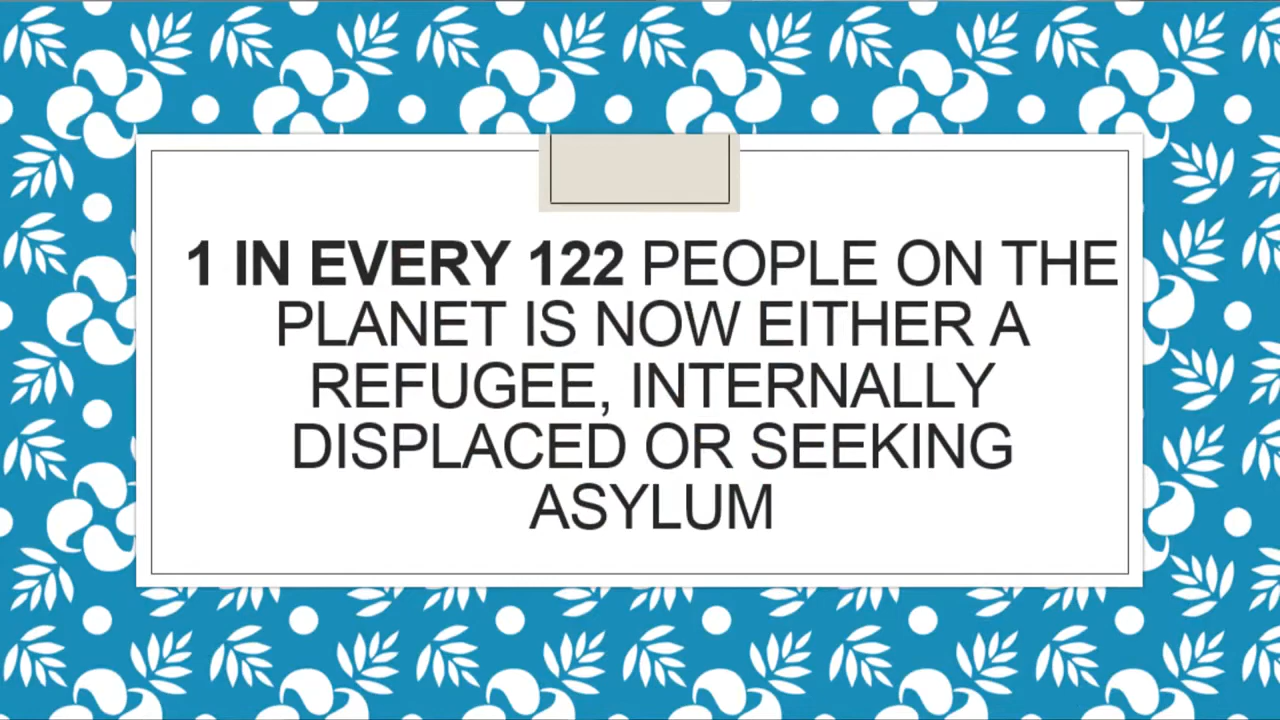 1 IN EVERY 122 PEOPLE ON THE
PLANET IS NOW EITHER A
REFUGEE, INTERNALLY
DISPLACED OR SEEKING
ASYLUM